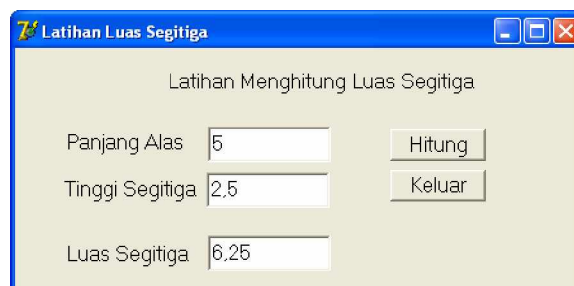 Latihan Luas Segitiga
Latihan Menghitung Luas Segitiga
Panjang Alas 5 Hitung
Tinggi Segitiga 2,5 Keluar
Luas Segitiga 6,25